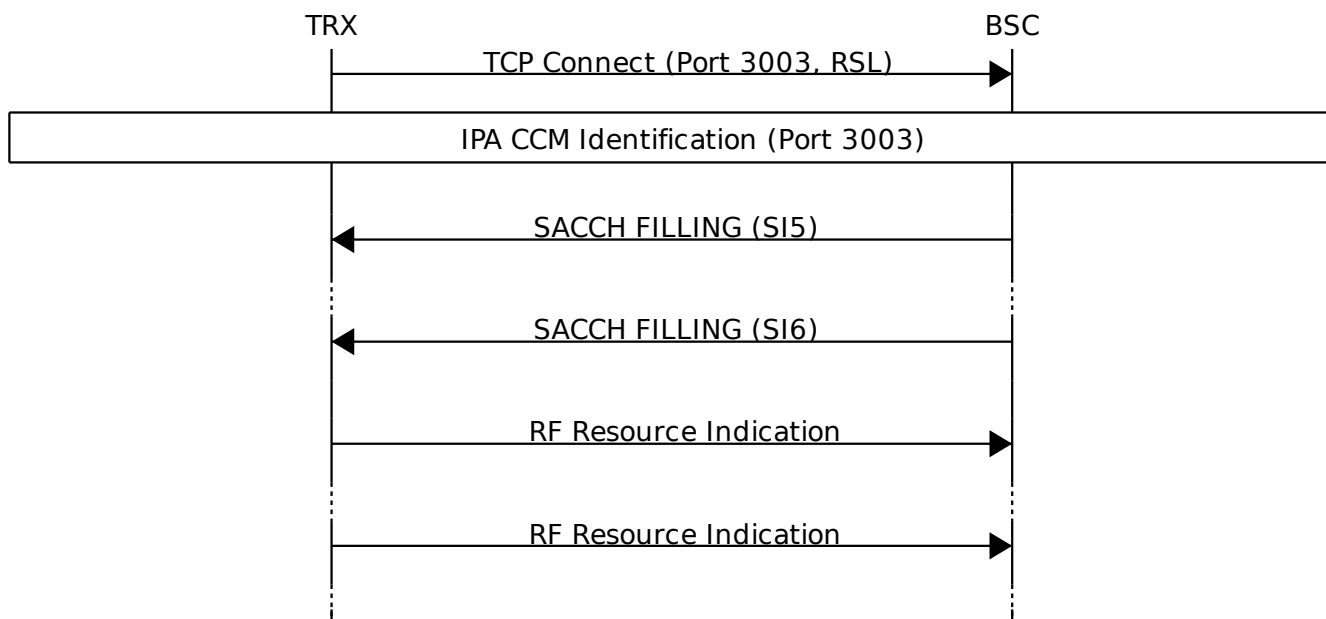 TRX
BSC
TCP Connect (Port 3003, RSL)
IPA CCM Identification (Port 3003)
SACCH FILLING (SI5)
SACCH FILLING (SI6)
RF Resource Indication
RF Resource Indication